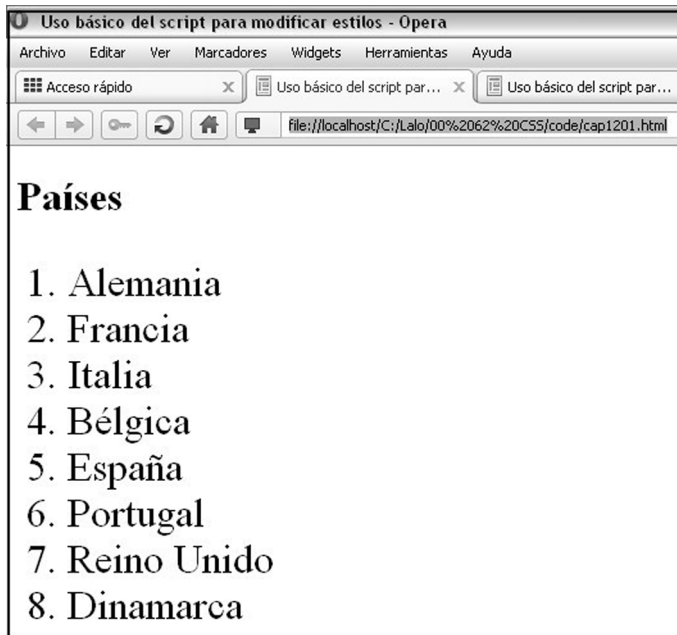 Uso básico del script para modificar estilos - Opera
Archivo Editar Ver Marcadores Widgets Herramientas Ayuda
Acceso rápido Uso básico del script par... Uso básico del script par...
file://localhost/C:/Lalo/00%2062%20CS5/code/cap1201.html
Países
1. Alemania
2. Francia
3. Italia
4. Bélgica
5. España
6. Portugal
7. Reino Unido
8. Dinamarca